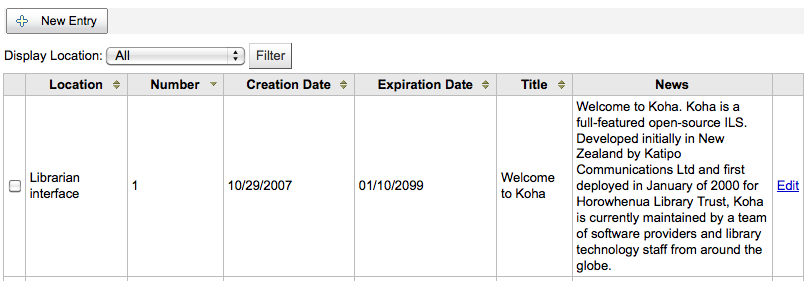 New Entry
Display Location: All Filter
Location Number Creation Date Expiration Date Title News
Librarian interface
1
10/29/2007
01/10/2099
Welcome to Koha
Welcome to Koha. Koha is a
full-featured open-source ILS.
Developed initially in New
Zealand by Katipo
Communications Ltd and first
deployed in January of 2000 for
Horowhenua Library Trust, Koha
is currently maintained by a team
of software providers and library
technology staff from around the
globe.
Edit